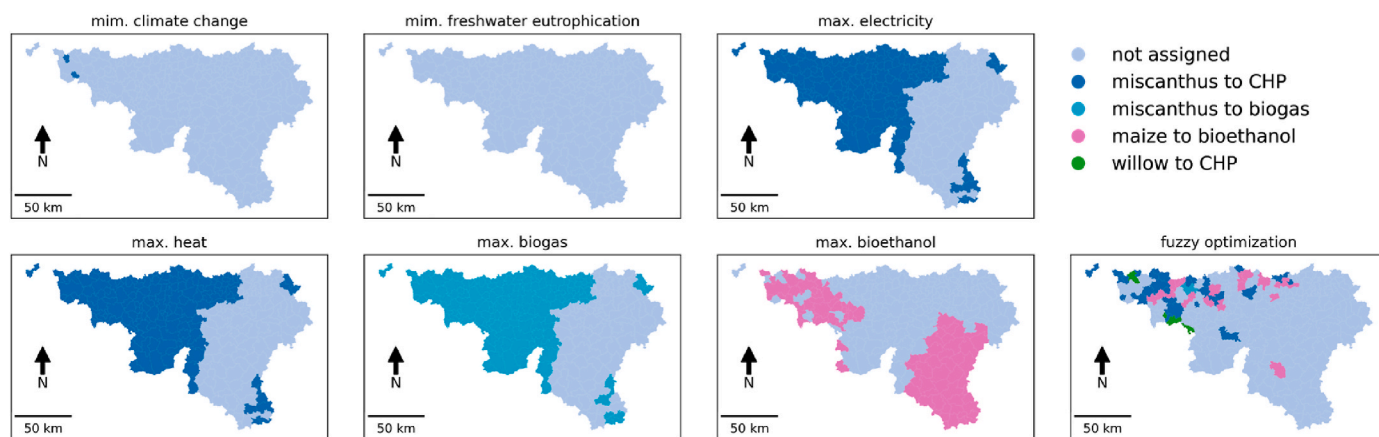 mim. climate change
mim. freshwater eutrophication
max. electricity
N
50 km
N
50 km
N
50 km
not assigned
miscanthus to CHP
miscanthus to biogas
maize to bioethanol
willow to CHP
max. heat
max. biogas
max. bioethanol
fuzzy optimization
N
50 km
N
50 km
N
50 km
N
50 km